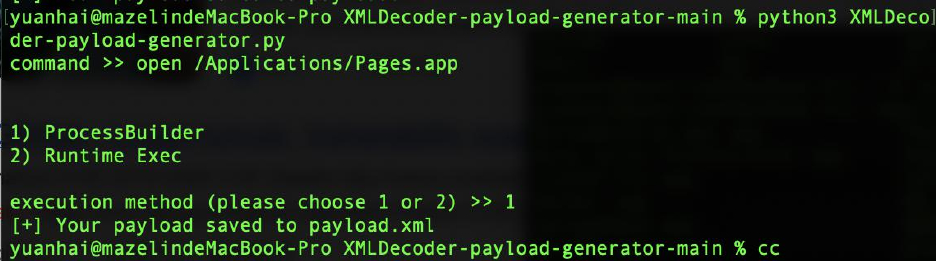 yuanhai@mazelindeMacBook-Pro XMLDecoder-payload-generator-main % python3 XMLDeco
der-payload-generator.py
command >> open /Applications/Pages.app
1) ProcessBuilder
2) Runtime Exec
execution method (please choose 1 or 2) >> 1
[+] Your payload saved to payload.xml
yuanhai@mazelindeMacBook-Pro XMLDecoder-payload-generator-main % cc